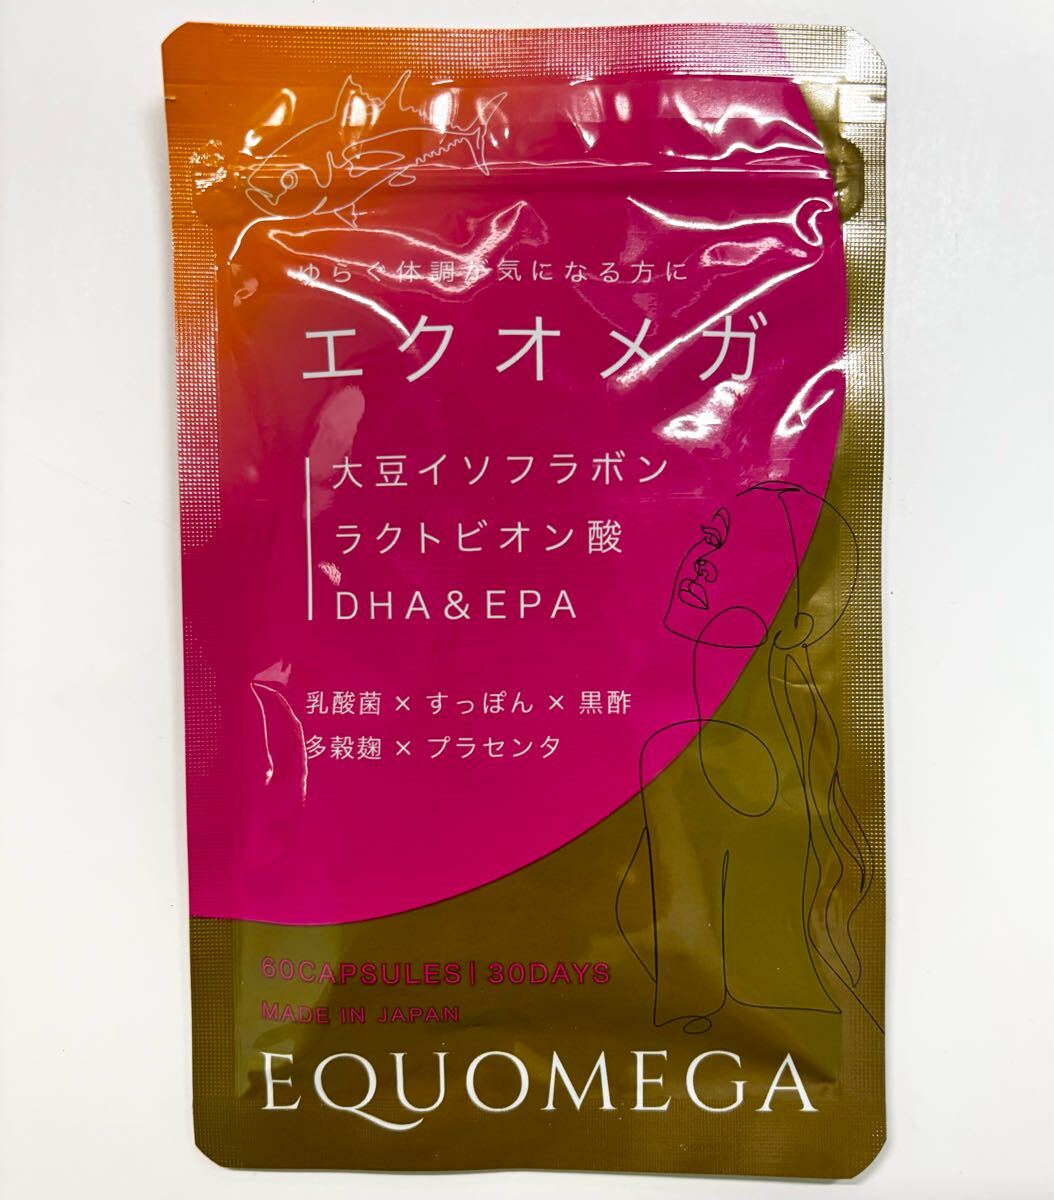 ゆらぐ体調が気になる方に
エクオメガ
大豆イソフラボン
ラクトビオン酸
DHA&EPA
乳酸菌×すっぽん×黒酢
多穀麹×プラセンタ
60CAPSULES | 30DAYS
MADE IN JAPAN
EQUOMEGA